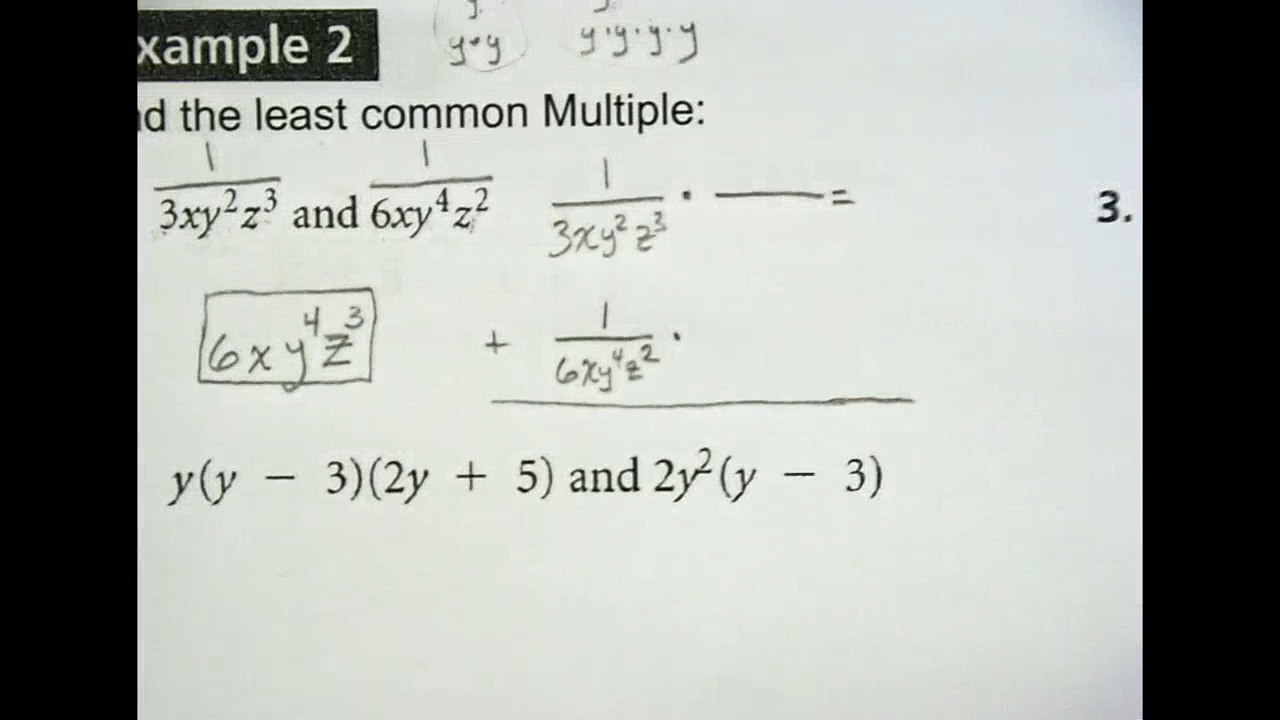 xample 2
y·y y·y·y·y
d the least common Multiple:
1 1 1
3xy²z³ and 6xy⁴z² 3xy²z³ · = 3.
6xy⁴z³ + 1 ·
6xy⁴z²
y(y − 3)(2y + 5) and 2y²(y − 3)